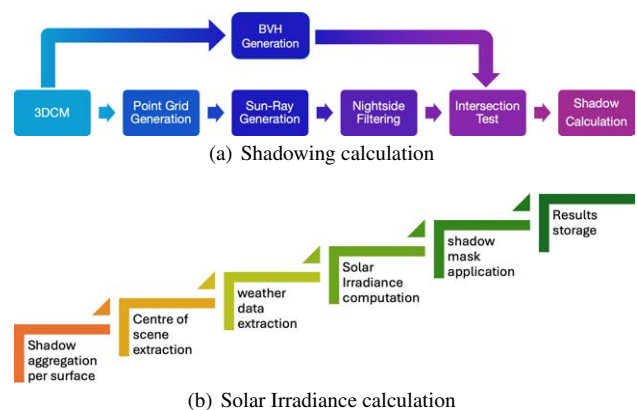 BVH
Generation
3DCM
Point Grid
Generation
Sun-Ray
Generation
Nightside
Filtering
Intersection
Test
Shadow
Calculation
(a) Shadowing calculation
Shadow
aggregation
per surface
Centre of
scene
extraction
weather
data
extraction
Solar
Irradiance
computation
shadow
mask
application
Results
storage
(b) Solar Irradiance calculation